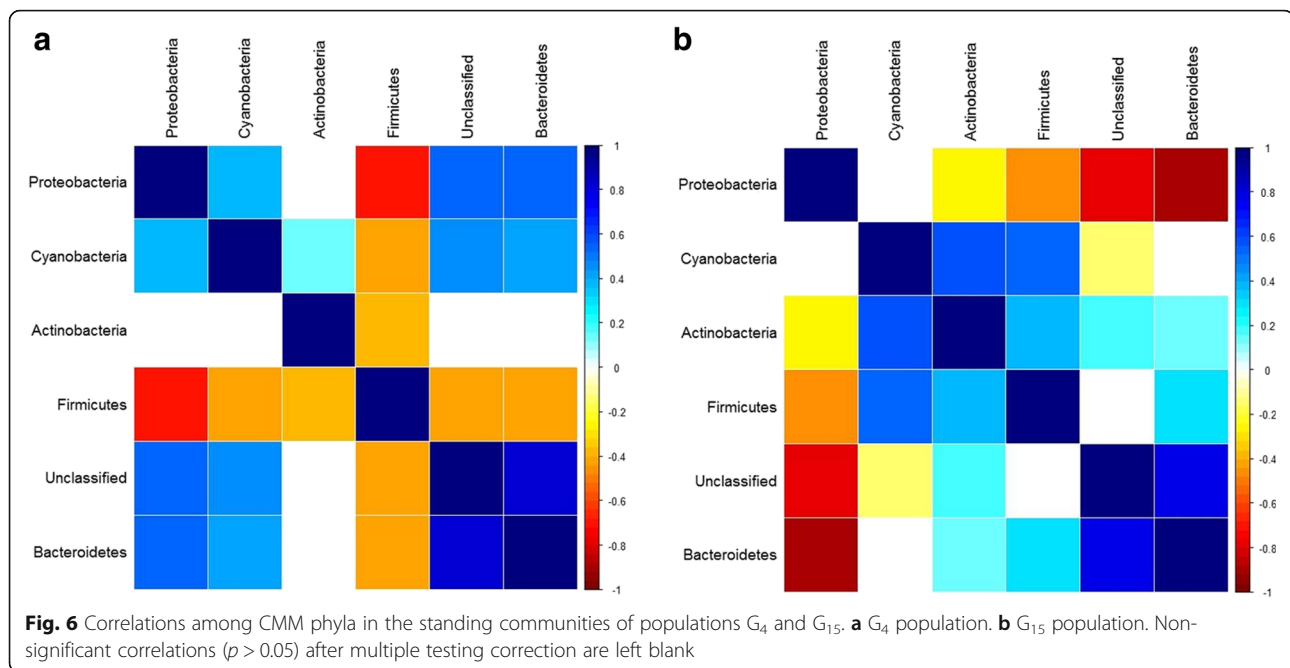 a
Proteobacteria
Cyanobacteria
Actinobacteria
Firmicutes
Unclassified
Bacteroidetes
Proteobacteria
Cyanobacteria
Actinobacteria
Firmicutes
Unclassified
Bacteroidetes
1
0.8
0.6
0.4
0.2
0
-0.2
-0.4
-0.6
-0.8
-1
b
Proteobacteria
Cyanobacteria
Actinobacteria
Firmicutes
Unclassified
Bacteroidetes
Proteobacteria
Cyanobacteria
Actinobacteria
Firmicutes
Unclassified
Bacteroidetes
1
0.8
0.6
0.4
0.2
0
-0.2
-0.4
-0.6
-0.8
-1
Fig. 6 Correlations among CMM phyla in the standing communities of populations G4 and G15. a G4 population. b G15 population. Non-
significant correlations (p > 0.05) after multiple testing correction are left blank